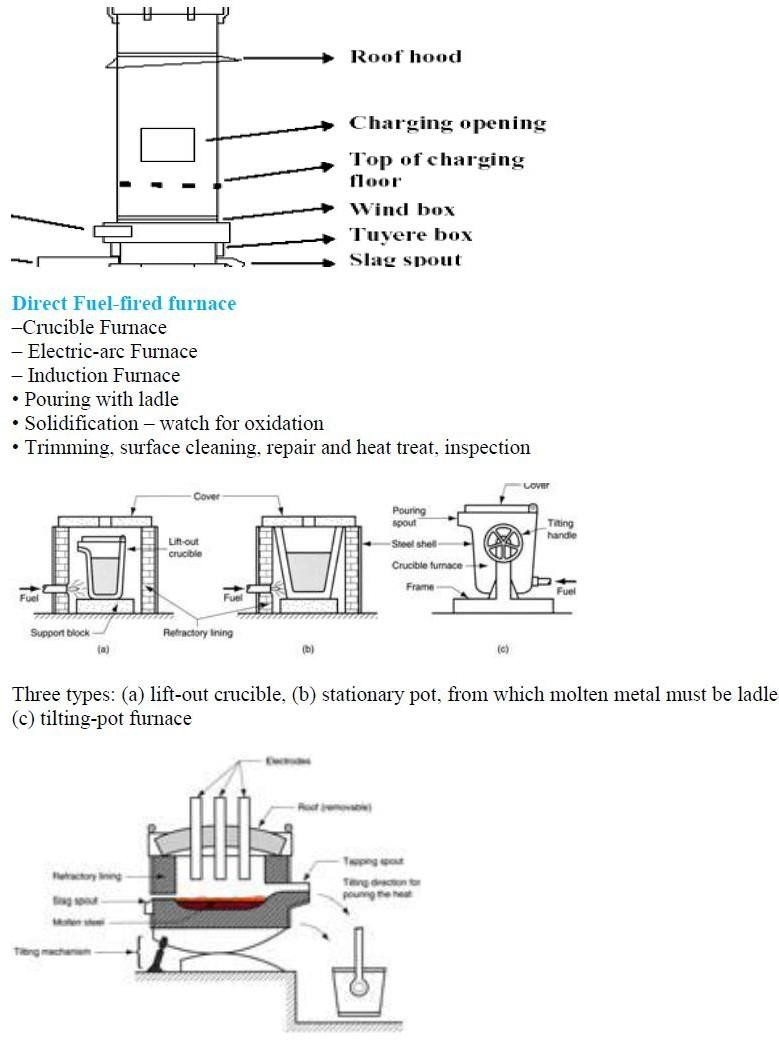 Roof hood
Charging opening
Top of charging
floor
Wind box
Tuyere box
Slag spout
Direct Fuel-fired furnace
–Crucible Furnace
– Electric-arc Furnace
– Induction Furnace
• Pouring with ladle
• Solidification – watch for oxidation
• Trimming, surface cleaning, repair and heat treat, inspection
Cover
Lift-out
crucible
Fuel
Support block
Refractory lining
(a)
Fuel
(b)
Cover
Pouring
spout
Steel shell
Crucible furnace
Frame
Tilting
handle
Fuel
(c)
Three types: (a) lift-out crucible, (b) stationary pot, from which molten metal must be ladle
(c) tilting-pot furnace
Electrodes
Roof (removable)
Refractory lining
Slag spout
Molten steel
Tilting mechanism
Tapping spout
Tilting direction for
pouring the heat